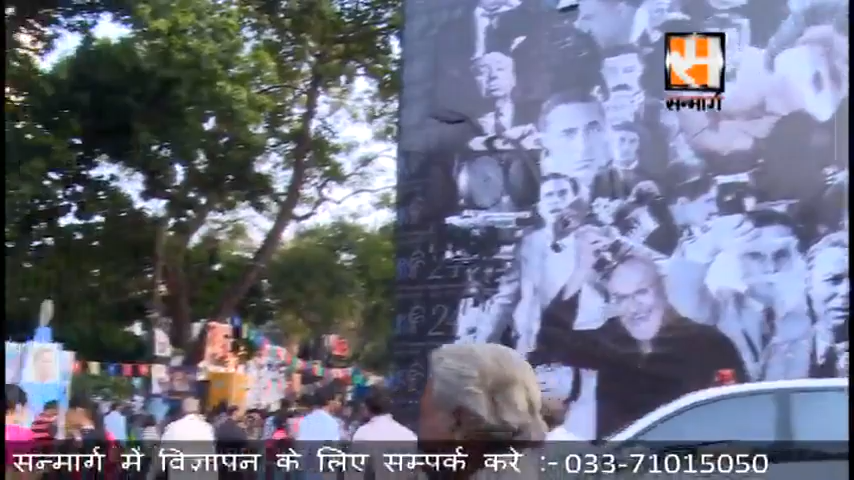 सन्मार्ग
सन्मार्ग में विज्ञापन के लिए सम्पर्क करें :-033-71015050